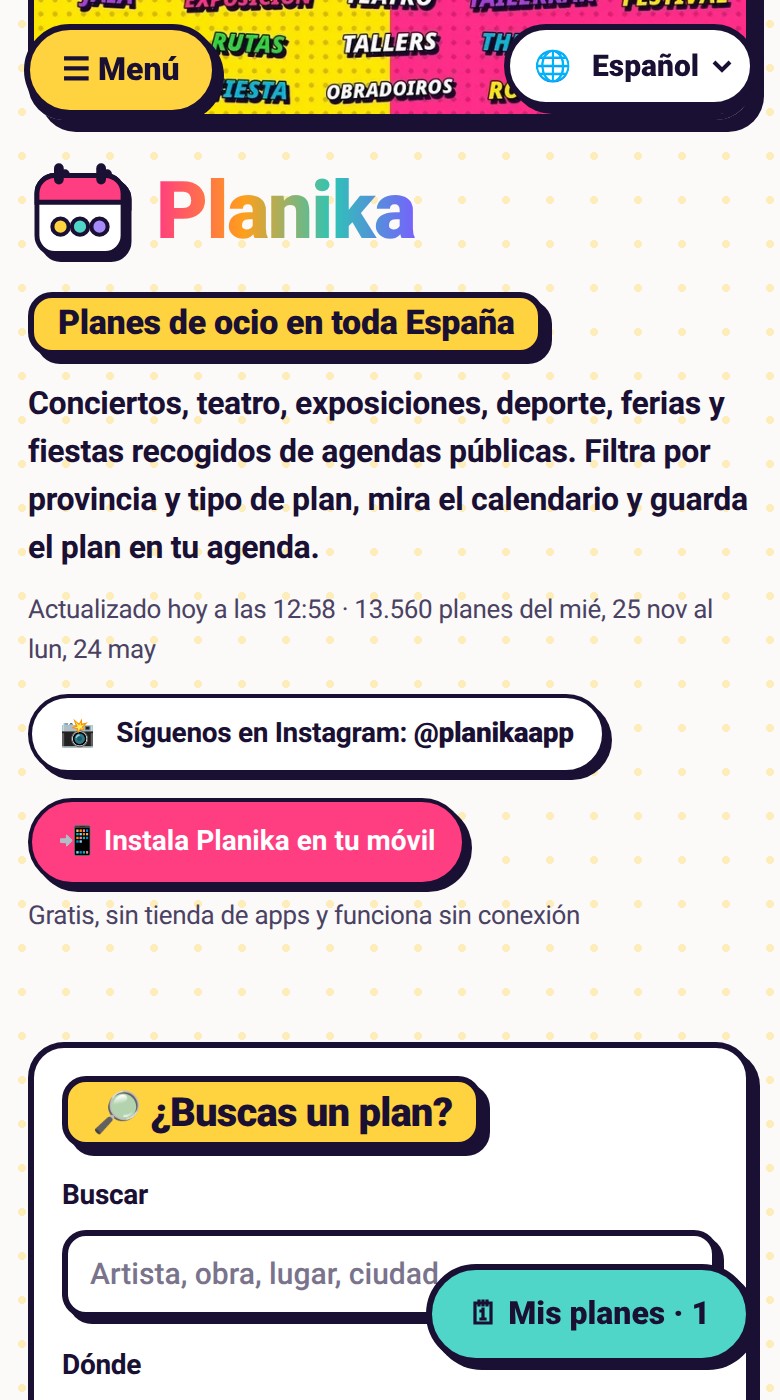 EXPOSICIÓN
TEATRO
FESTIVAL
RUTAS
TALLERS
FIESTA
OBRADOIROS
☰ Menú
Español
Planika
Planes de ocio en toda España
Conciertos, teatro, exposiciones, deporte, ferias y
fiestas recogidos de agendas públicas. Filtra por
provincia y tipo de plan, mira el calendario y guarda
el plan en tu agenda.
Actualizado hoy a las 12:58 · 13.560 planes del mié, 25 nov al
lun, 24 may
Síguenos en Instagram: @planikaapp
Instala Planika en tu móvil
Gratis, sin tienda de apps y funciona sin conexión
¿Buscas un plan?
Buscar
Artista, obra, lugar, ciudad
Mis planes · 1
Dónde